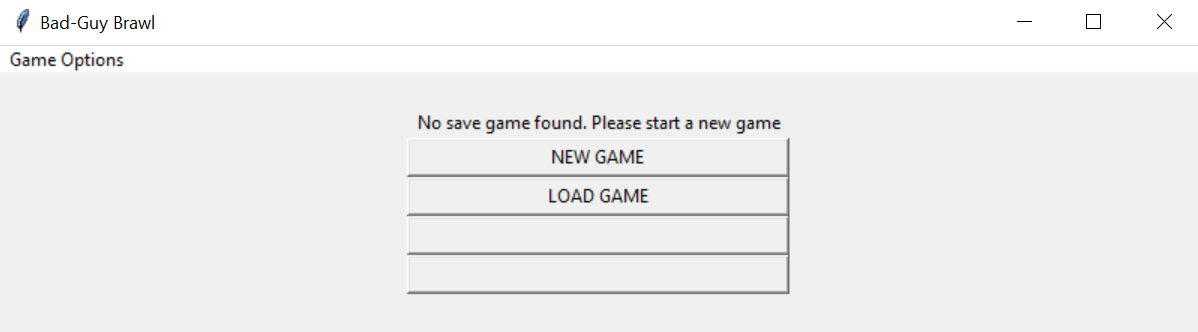 Bad-Guy Brawl
Game Options
No save game found. Please start a new game
NEW GAME
LOAD GAME